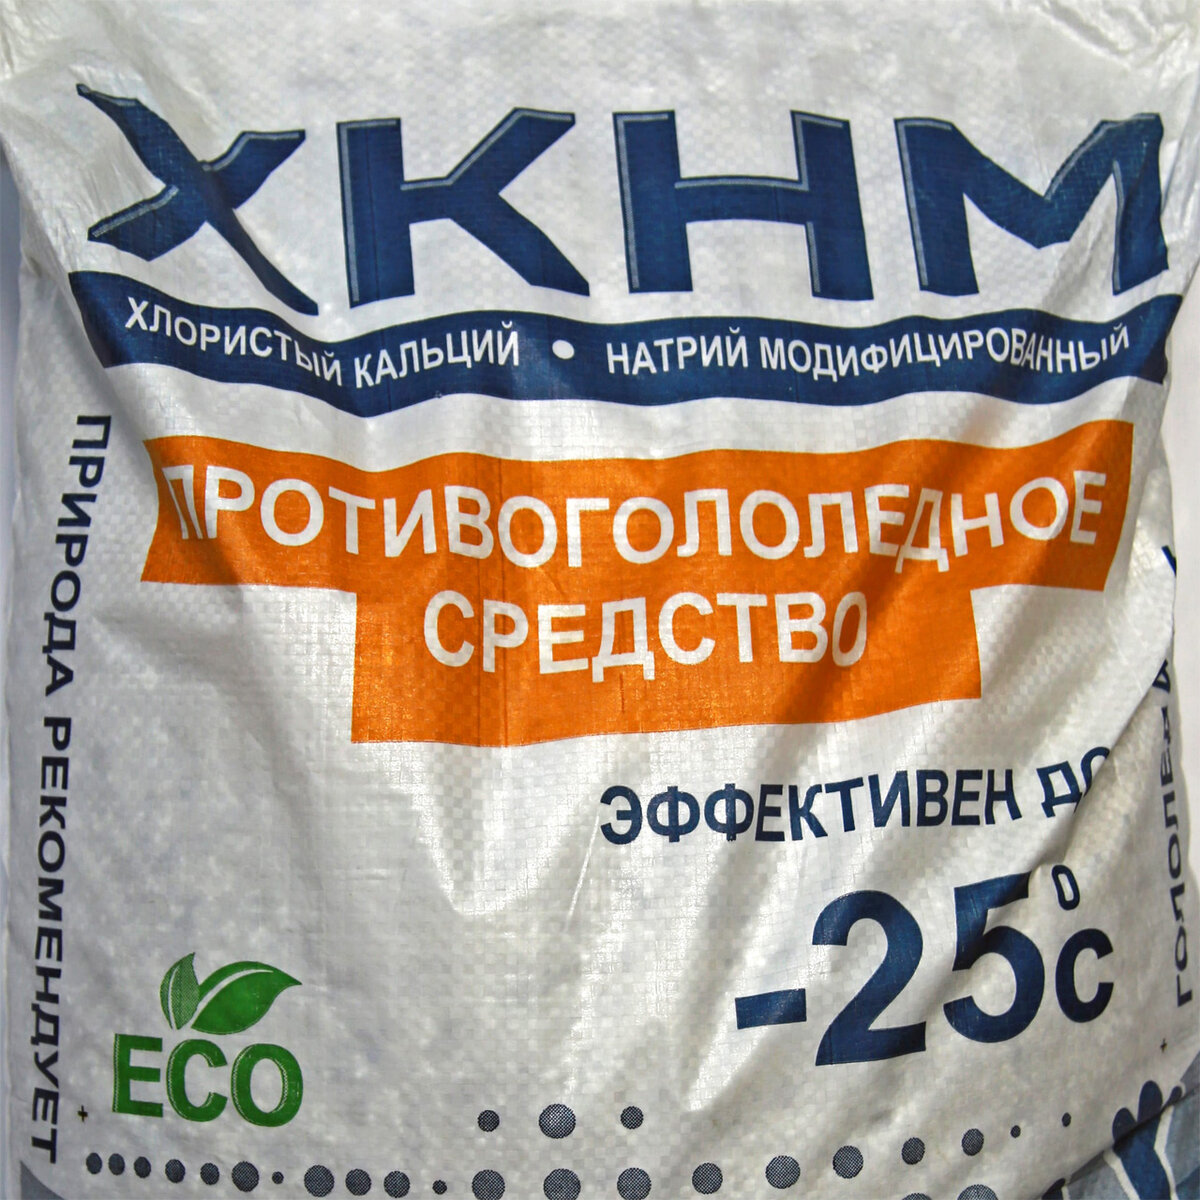 ХКНМ
ХЛОРИСТЫЙ КАЛЬЦИЙ • НАТРИЙ МОДИФИЦИРОВАННЫЙ
ПРОТИВОГОЛОЛЕДНОЕ
СРЕДСТВО
ЭФФЕКТИВЕН ДО
-25°С
ПРИРОДА РЕКОМЕНДУЕТ
ECO